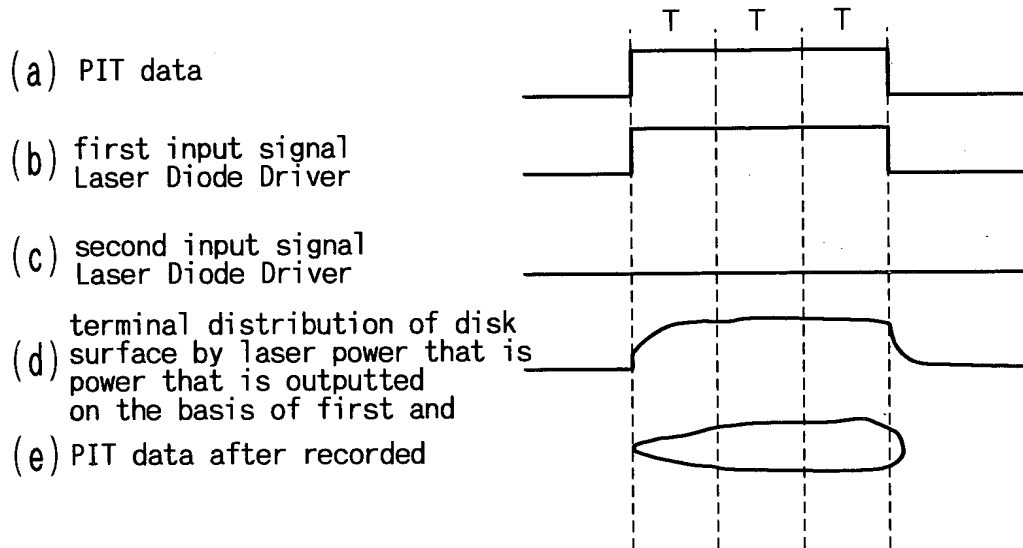 T T T
(a) PIT data
(b) first input signal
Laser Diode Driver
(c) second input signal
Laser Diode Driver
(d) terminal distribution of disk
surface by laser power that is
power that is outputted
on the basis of first and
(e) PIT data after recorded